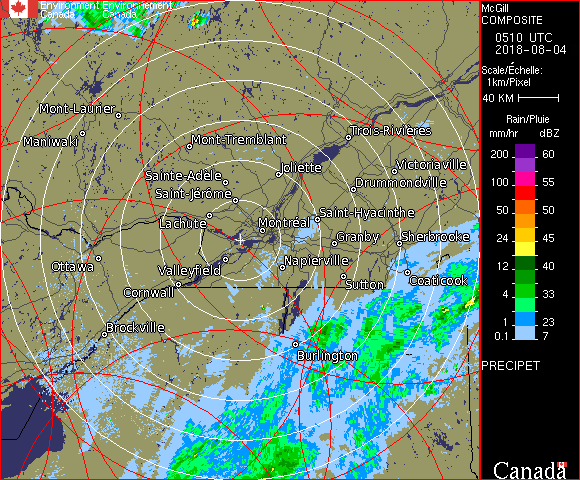 Environment Environnement
Canada Canada
McGill
COMPOSITE
0510 UTC
2018-08-04
Scale/Échelle:
1km/Pixel
40 KM
Rain/Pluie
mm/hr dBZ
200 60
100 55
50 50
24 45
12 40
4 33
1 23
0.1 7
PRECIPET
Canada
Mont-Laurier
Maniwaki
Mont-Tremblant
Trois-Rivières
Joliette
Victoriaville
Sainte-Adèle
Drummondville
Saint-Jérôme
Lachute
Saint-Hyacinthe
Montréal
Granby
Sherbrooke
Ottawa
Valleyfield
Napierville
Cornwall
Sutton
Coaticook
Brockville
Burlington